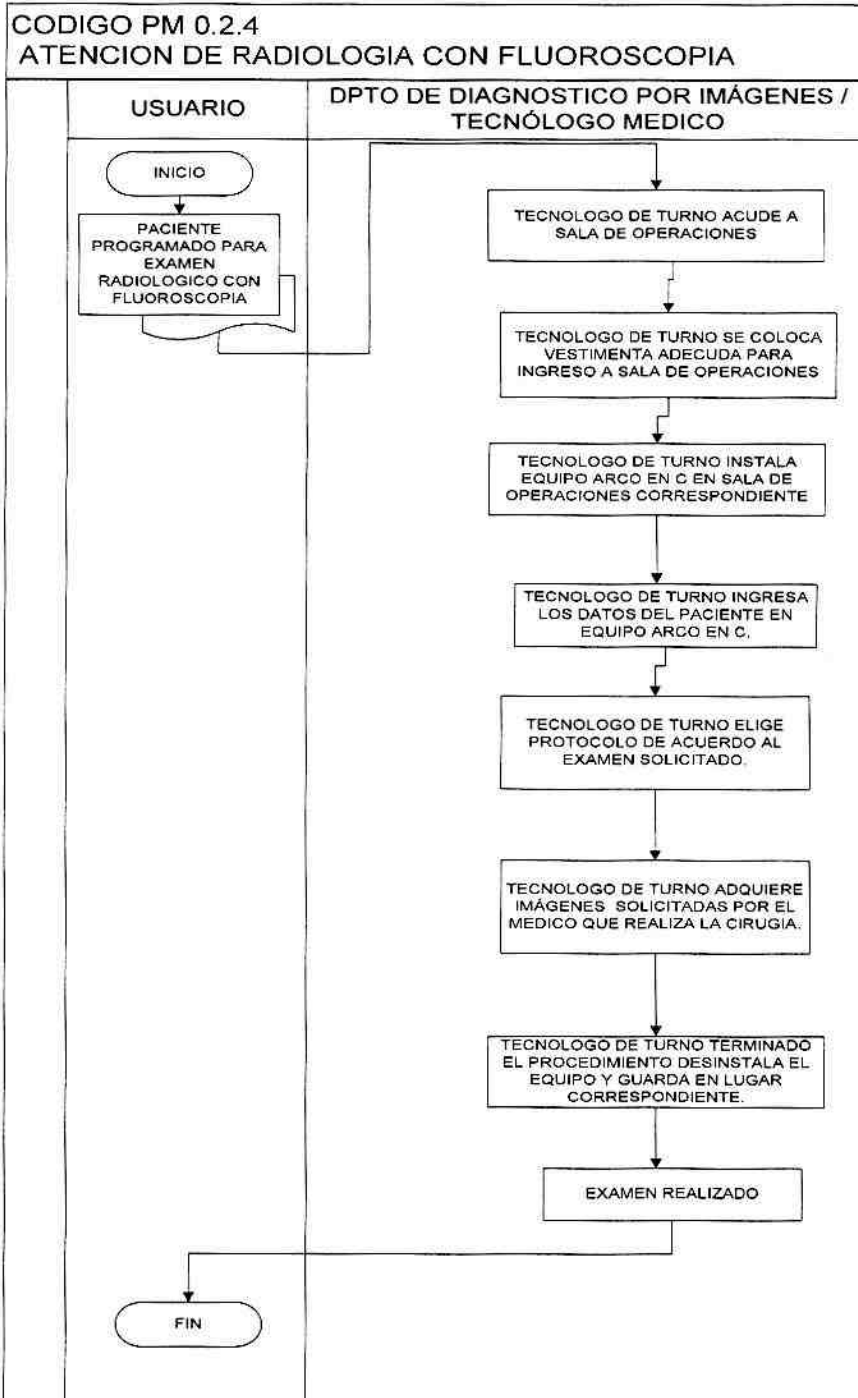 CODIGO PM 0.2.4
ATENCION DE RADIOLOGIA CON FLUOROSCOPIA
USUARIO
DPTO DE DIAGNOSTICO POR IMÁGENES /
TECNÓLOGO MEDICO
INICIO
PACIENTE
PROGRAMADO PARA
EXAMEN
RADIOLOGICO CON
FLUOROSCOPIA
TECNOLOGO DE TURNO ACUDE A
SALA DE OPERACIONES
TECNOLOGO DE TURNO SE COLOCA
VESTIMENTA ADECUDA PARA
INGRESO A SALA DE OPERACIONES
TECNOLOGO DE TURNO INSTALA
EQUIPO ARCO EN C EN SALA DE
OPERACIONES CORRESPONDIENTE
TECNOLOGO DE TURNO INGRESA
LOS DATOS DEL PACIENTE EN
EQUIPO ARCO EN C.
TECNOLOGO DE TURNO ELIGE
PROTOCOLO DE ACUERDO AL
EXAMEN SOLICITADO.
TECNOLOGO DE TURNO ADQUIERE
IMÁGENES SOLICITADAS POR EL
MEDICO QUE REALIZA LA CIRUGIA.
TECNOLOGO DE TURNO TERMINADO
EL PROCEDIMIENTO DESINSTALA EL
EQUIPO Y GUARDA EN LUGAR
CORRESPONDIENTE.
EXAMEN REALIZADO
FIN